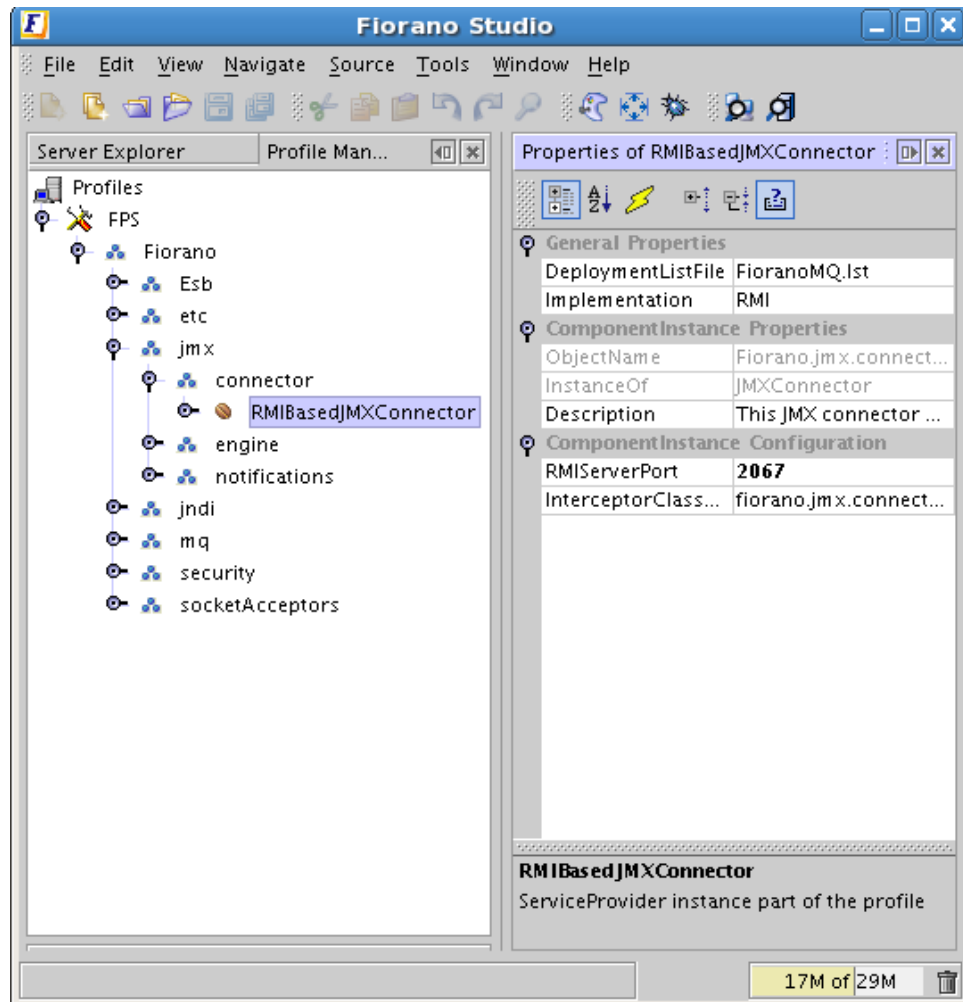 F Fiorano Studio
File Edit View Navigate Source Tools Window Help
Server Explorer Profile Man...
Profiles
FPS
Fiorano
Esb
etc
jmx
connector
RMIBasedJMXConnector
engine
notifications
jndi
mq
security
socketAcceptors
Properties of RMIBasedJMXConnector
General Properties
DeploymentListFile FioranoMQ.lst
Implementation RMI
ComponentInstance Properties
ObjectName Fiorano.jmx.connect...
InstanceOf JMXConnector
Description This JMX connector ...
ComponentInstance Configuration
RMIServerPort 2067
InterceptorClass... fiorano.jmx.connect...
RMIBasedJMXConnector
ServiceProvider instance part of the profile
17M of 29M